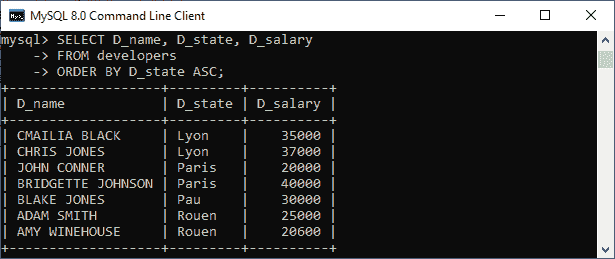 MySQL 8.0 Command Line Client
mysql> SELECT D_name, D_state, D_salary
    -> FROM developers
    -> ORDER BY D_state ASC;
+-------------------+---------+----------+
| D_name            | D_state | D_salary |
+-------------------+---------+----------+
| CMAILIA BLACK     | Lyon    |    35000 |
| CHRIS JONES       | Lyon    |    37000 |
| JOHN CONNER       | Paris   |    20000 |
| BRIDGETTE JOHNSON | Paris   |    40000 |
| BLAKE JONES       | Pau     |    30000 |
| ADAM SMITH        | Rouen   |    25000 |
| AMY WINEHOUSE     | Rouen   |    20600 |
+-------------------+---------+----------+